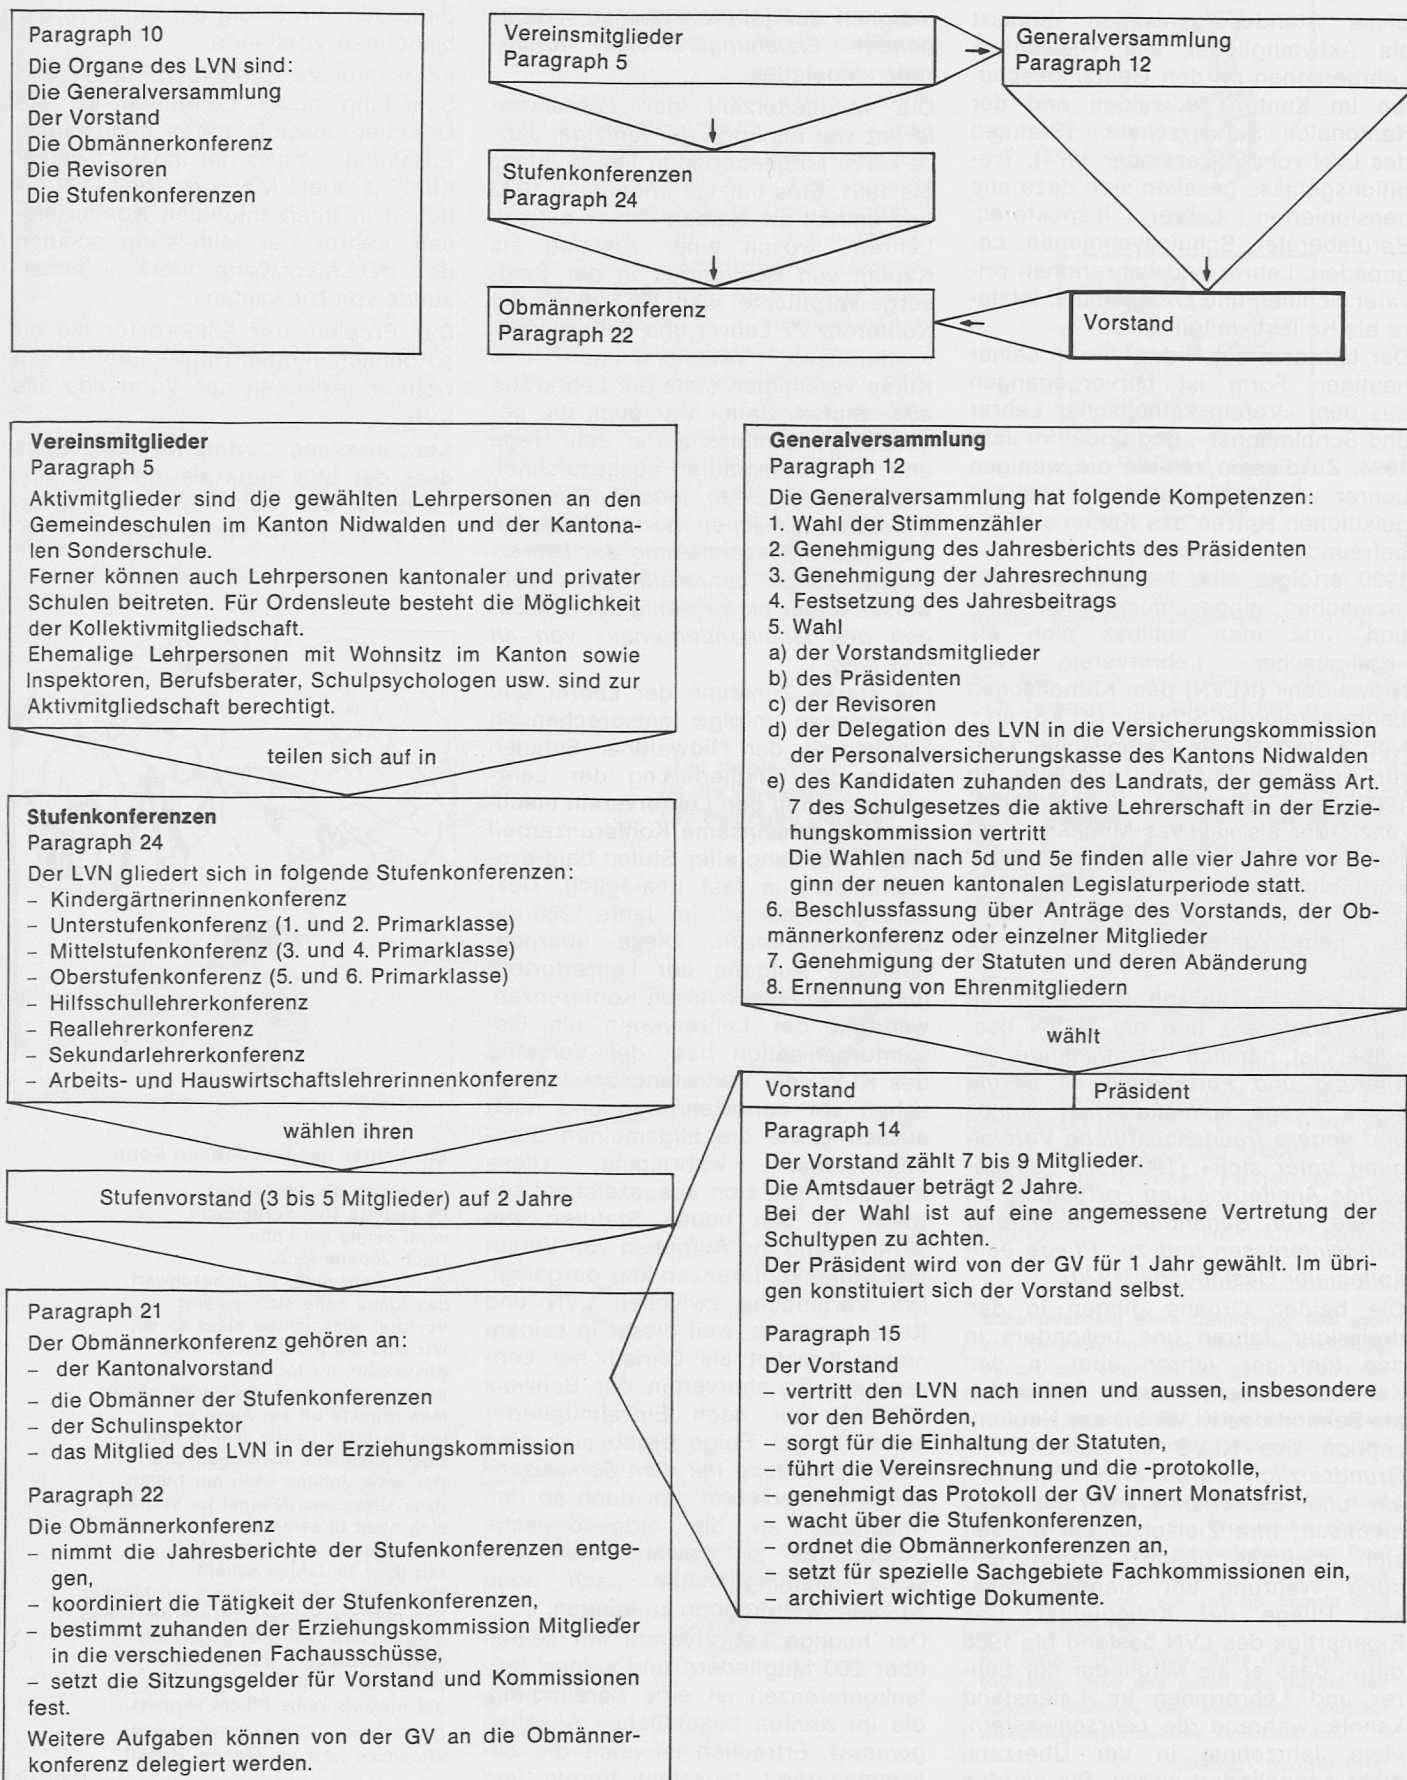 Paragraph 10
Die Organe des LVN sind:
Die Generalversammlung
Der Vorstand
Die Obmännerkonferenz
Die Revisoren
Die Stufenkonferenzen
Vereinsmitglieder
Paragraph 5
Generalversammlung
Paragraph 12
Stufenkonferenzen
Paragraph 24
Obmännerkonferenz
Paragraph 22
Vorstand
Vereinsmitglieder
Paragraph 5
Aktivmitglieder sind die gewählten Lehrpersonen an den
Gemeindeschulen im Kanton Nidwalden und der Kantona-
len Sonderschule.
Ferner können auch Lehrpersonen kantonaler und privater
Schulen beitreten. Für Ordensleute besteht die Möglichkeit
der Kollektivmitgliedschaft.
Ehemalige Lehrpersonen mit Wohnsitz im Kanton sowie
Inspektoren, Berufsberater, Schulpsychologen usw. sind zur
Aktivmitgliedschaft berechtigt.
teilen sich auf in
Stufenkonferenzen
Paragraph 24
Der LVN gliedert sich in folgende Stufenkonferenzen:
– Kindergärtnerinnenkonferenz
– Unterstufenkonferenz (1. und 2. Primarklasse)
– Mittelstufenkonferenz (3. und 4. Primarklasse)
– Oberstufenkonferenz (5. und 6. Primarklasse)
– Hilfsschullehrerkonferenz
– Reallehrerkonferenz
– Sekundarlehrerkonferenz
– Arbeits- und Hauswirtschaftslehrerinnenkonferenz
wählen ihren
Stufenvorstand (3 bis 5 Mitglieder) auf 2 Jahre
Paragraph 21
Der Obmännerkonferenz gehören an:
– der Kantonalvorstand
– die Obmänner der Stufenkonferenzen
– der Schulinspektor
– das Mitglied des LVN in der Erziehungskommission
Paragraph 22
Die Obmännerkonferenz
– nimmt die Jahresberichte der Stufenkonferenzen entge-
gen,
– koordiniert die Tätigkeit der Stufenkonferenzen,
– bestimmt zuhanden der Erziehungskommission Mitglieder
in die verschiedenen Fachausschüsse,
– setzt die Sitzungsgelder für Vorstand und Kommissionen
fest.
Weitere Aufgaben können von der GV an die Obmänner-
konferenz delegiert werden.
Generalversammlung
Paragraph 12
Die Generalversammlung hat folgende Kompetenzen:
1. Wahl der Stimmenzähler
2. Genehmigung des Jahresberichts des Präsidenten
3. Genehmigung der Jahresrechnung
4. Festsetzung des Jahresbeitrags
5. Wahl
a) der Vorstandsmitglieder
b) des Präsidenten
c) der Revisoren
d) der Delegation des LVN in die Versicherungskommission
der Personalversicherungskasse des Kantons Nidwalden
e) des Kandidaten zuhanden des Landrats, der gemäss Art.
7 des Schulgesetzes die aktive Lehrerschaft in der Erzie-
hungskommission vertritt
Die Wahlen nach 5d und 5e finden alle vier Jahre vor Be-
ginn der neuen kantonalen Legislaturperiode statt.
6. Beschlussfassung über Anträge des Vorstands, der Ob-
männerkonferenz oder einzelner Mitglieder
7. Genehmigung der Statuten und deren Abänderung
8. Ernennung von Ehrenmitgliedern
wählt
Vorstand
Präsident
Paragraph 14
Der Vorstand zählt 7 bis 9 Mitglieder.
Die Amtsdauer beträgt 2 Jahre.
Bei der Wahl ist auf eine angemessene Vertretung der
Schultypen zu achten.
Der Präsident wird von der GV für 1 Jahr gewählt. Im übri-
gen konstituiert sich der Vorstand selbst.
Paragraph 15
Der Vorstand
– vertritt den LVN nach innen und aussen, insbesondere
vor den Behörden,
– sorgt für die Einhaltung der Statuten,
– führt die Vereinsrechnung und die -protokolle,
– genehmigt das Protokoll der GV innert Monatsfrist,
– wacht über die Stufenkonferenzen,
– ordnet die Obmännerkonferenzen an,
– setzt für spezielle Sachgebiete Fachkommissionen ein,
– archiviert wichtige Dokumente.